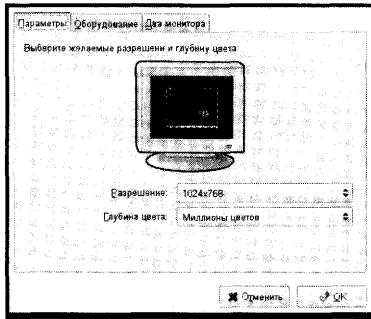 Параметры Оборудование Два монитора
Выберите желаемые разрешени и глубину цвета
Разрешение: 1024x768
Глубина цвета: Миллионы цветов
Отменить OK